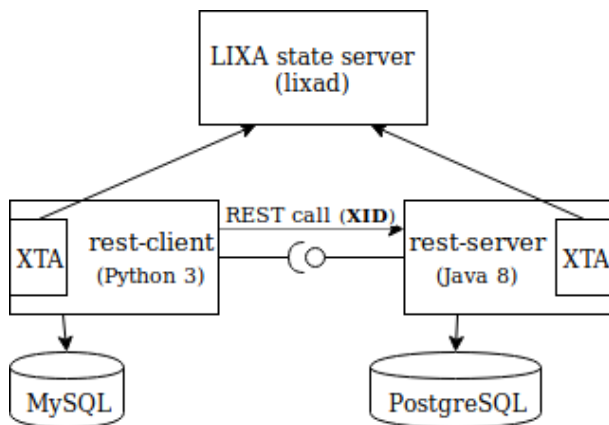 LIXA state server
(lixad)
REST call (XID)
XTA
rest-client
(Python 3)
rest-server
(Java 8)
XTA
MySQL
PostgreSQL